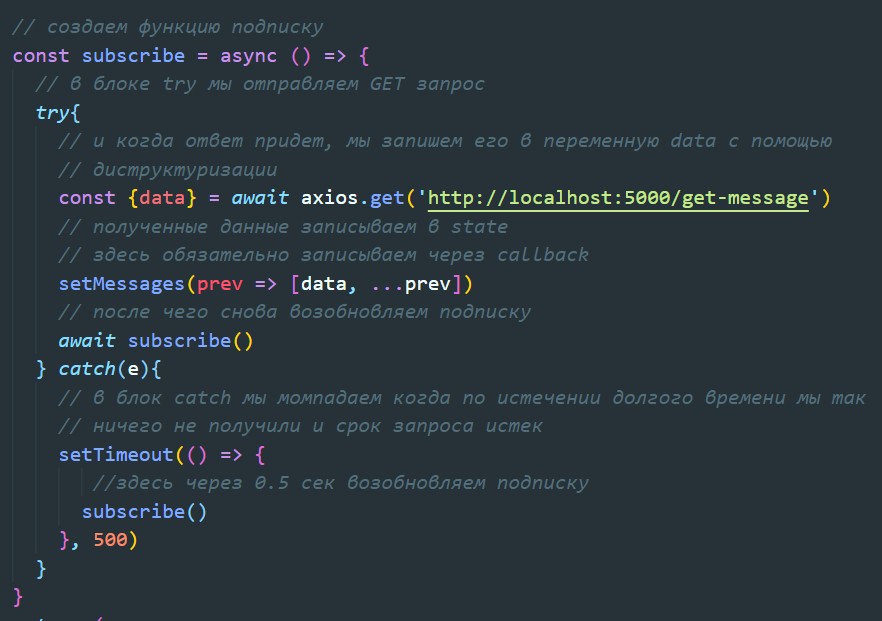 // создаем функцию подписку
const subscribe = async () => {
// в блоке try мы отправляем GET запрос
try{
// и когда ответ придет, мы запишем его в переменную data с помощью
// диструктуризации
const {data} = await axios.get('http://localhost:5000/get-message')
// полученные данные записываем в state
// здесь обязательно записываем через callback
setMessages(prev => [data, ...prev])
// после чего снова возобновляем подписку
await subscribe()
} catch(e){
// в блок catch мы момпадаем когда по истечении долгого времени мы так
// ничего не получили и срок запроса истек
setTimeout(() => {
//здесь через 0.5 сек возобновляем подписку
subscribe()
}, 500)
}
}